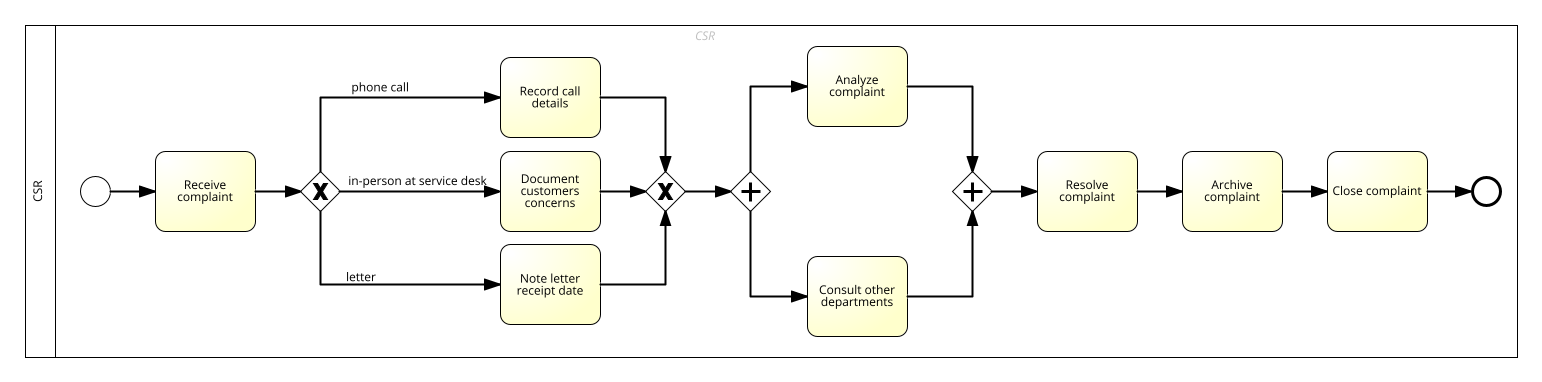 CSR
CSR
Receive
complaint
phone call
in-person at service desk
letter
Record call
details
Document
customers
concerns
Note letter
receipt date
Analyze
complaint
Consult other
departments
Resolve
complaint
Archive
complaint
Close complaint